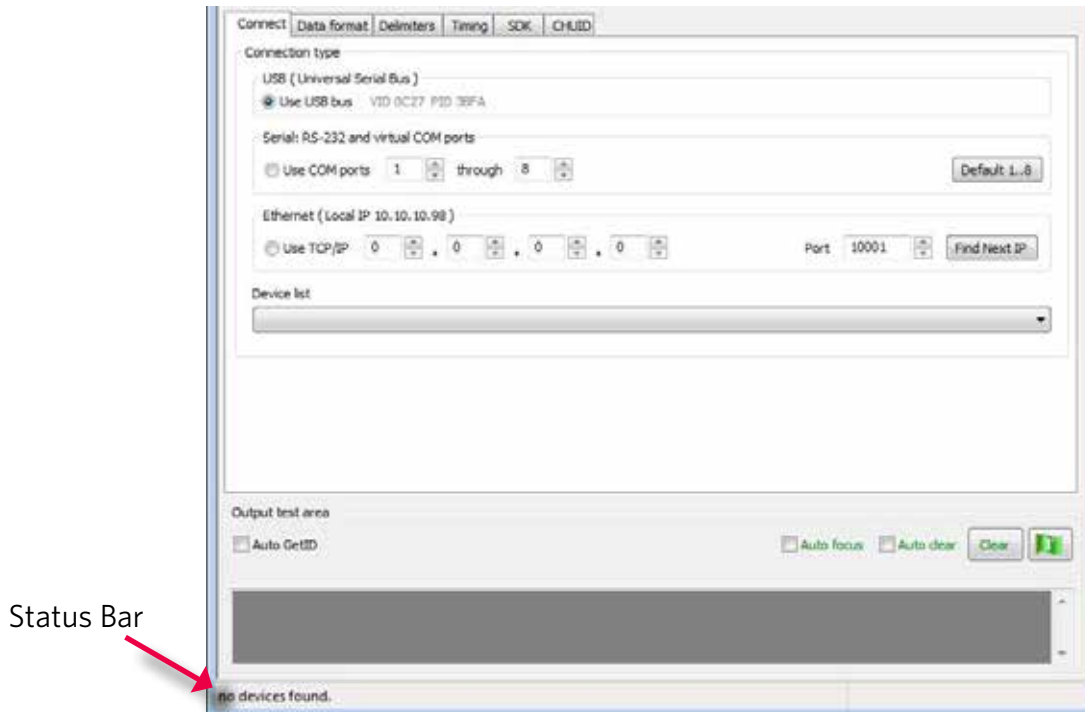 Connect Data format Delimiters Timing SDK CHUID
Connection type
USB ( Universal Serial Bus )
Use USB bus VID 0C27 PID 3BFA
Serial: RS-232 and virtual COM ports
Use COM ports 1 through 8 Default 1..8
Ethernet ( Local IP 10.10.10.98 )
Use TCP/IP 0 . 0 . 0 . 0 Port 10001 Find Next IP
Device list
Output test area
Auto GetID Auto focus Auto clear Clear
Status Bar
no devices found.